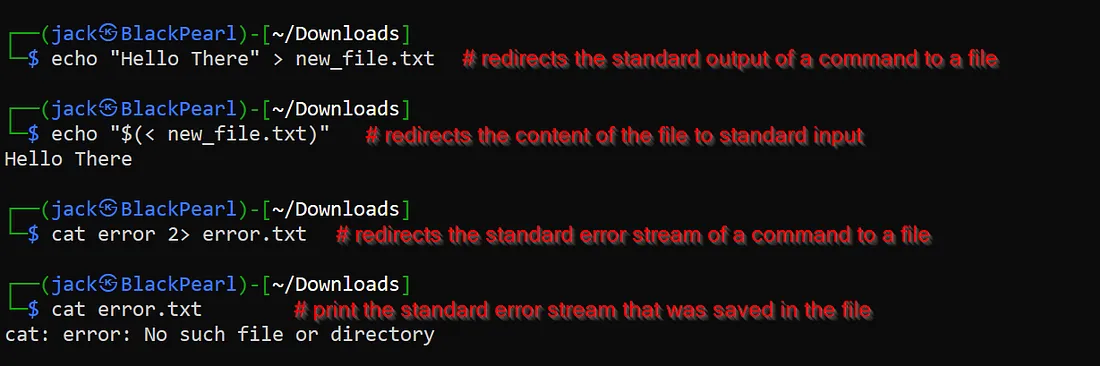 ┌──(jack㉿BlackPearl)-[~/Downloads]
└─$ echo "Hello There" > new_file.txt # redirects the standard output of a command to a file
┌──(jack㉿BlackPearl)-[~/Downloads]
└─$ echo "$(< new_file.txt)" # redirects the content of the file to standard input
Hello There
┌──(jack㉿BlackPearl)-[~/Downloads]
└─$ cat error 2> error.txt # redirects the standard error stream of a command to a file
┌──(jack㉿BlackPearl)-[~/Downloads]
└─$ cat error.txt # print the standard error stream that was saved in the file
cat: error: No such file or directory